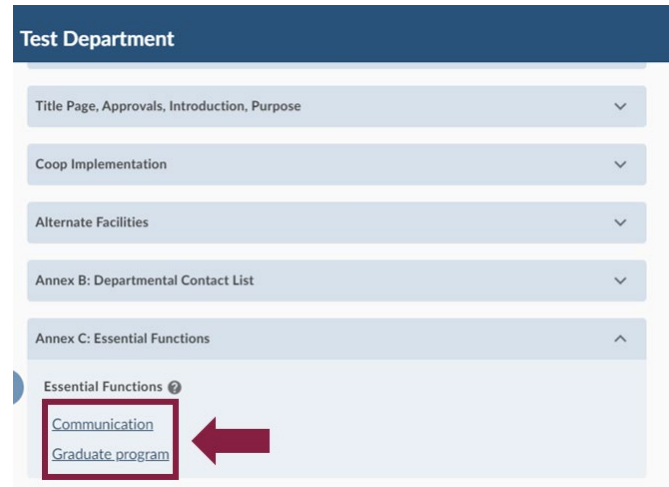 Test Department
Title Page, Approvals, Introduction, Purpose
Coop Implementation
Alternate Facilities
Annex B: Departmental Contact List
Annex C: Essential Functions
Essential Functions ?
Communication
Graduate program